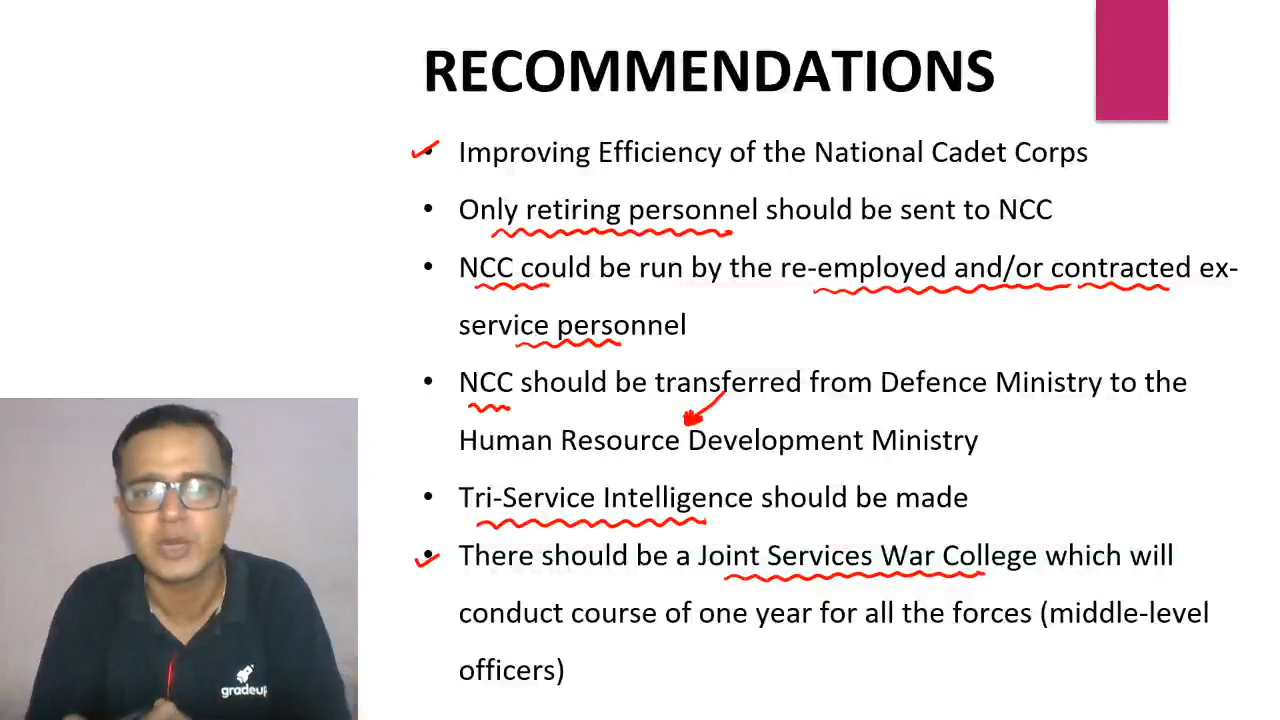 RECOMMENDATIONS
• Improving Efficiency of the National Cadet Corps
• Only retiring personnel should be sent to NCC
• NCC could be run by the re-employed and/or contracted ex-
service personnel
• NCC should be transferred from Defence Ministry to the
Human Resource Development Ministry
• Tri-Service Intelligence should be made
• There should be a Joint Services War College which will
conduct course of one year for all the forces (middle-level
officers)
gradeup